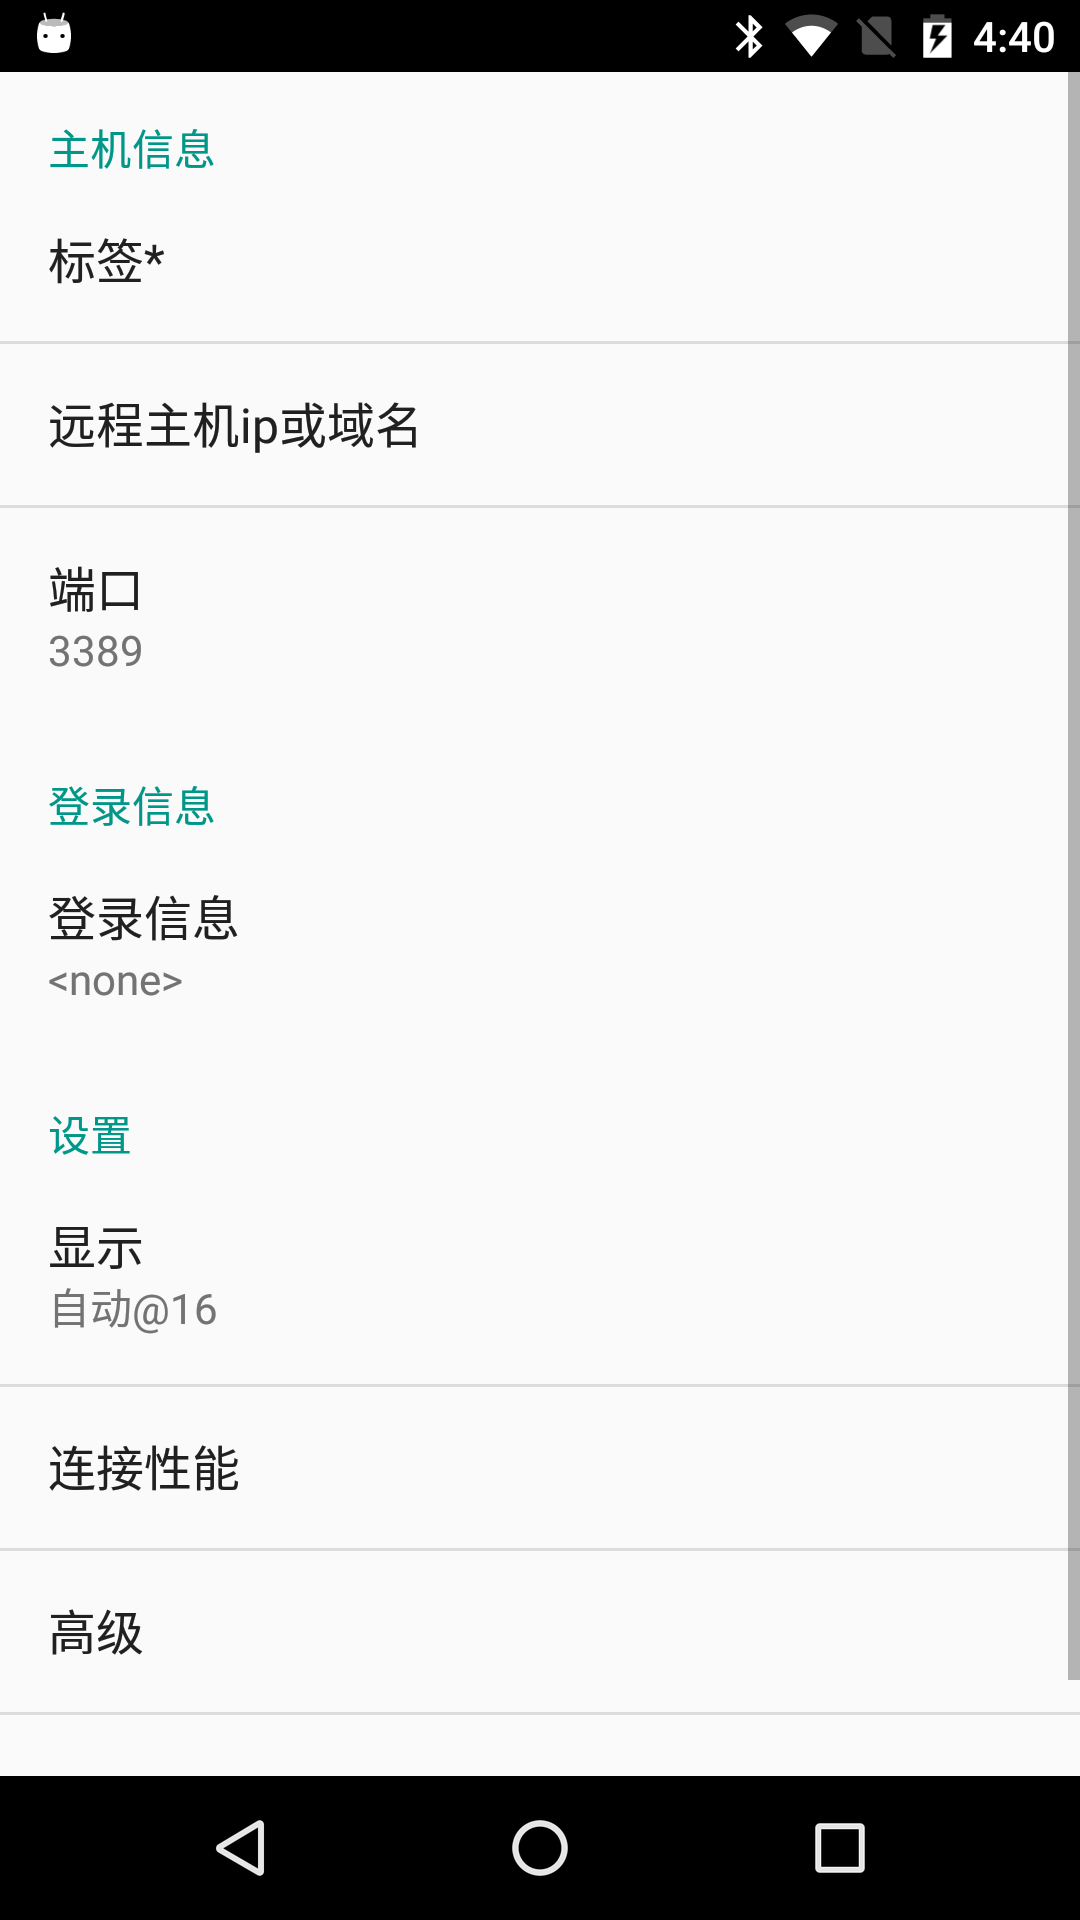 4:40
主机信息
标签*
远程主机ip或域名
端口
3389
登录信息
登录信息
<none>
设置
显示
自动@16
连接性能
高级